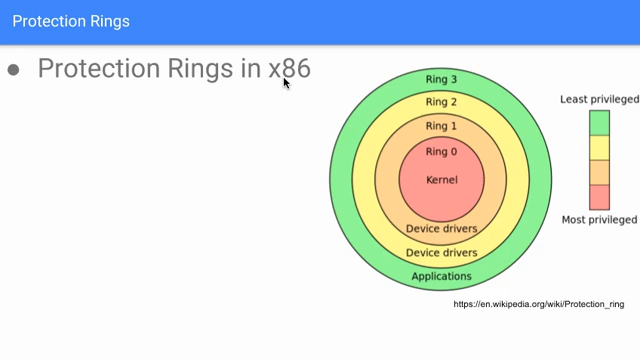 Protection Rings
● Protection Rings in x86
Ring 3
Ring 2
Ring 1
Ring 0
Kernel
Device drivers
Device drivers
Applications
Least privileged
Most privileged
https://en.wikipedia.org/wiki/Protection_ring